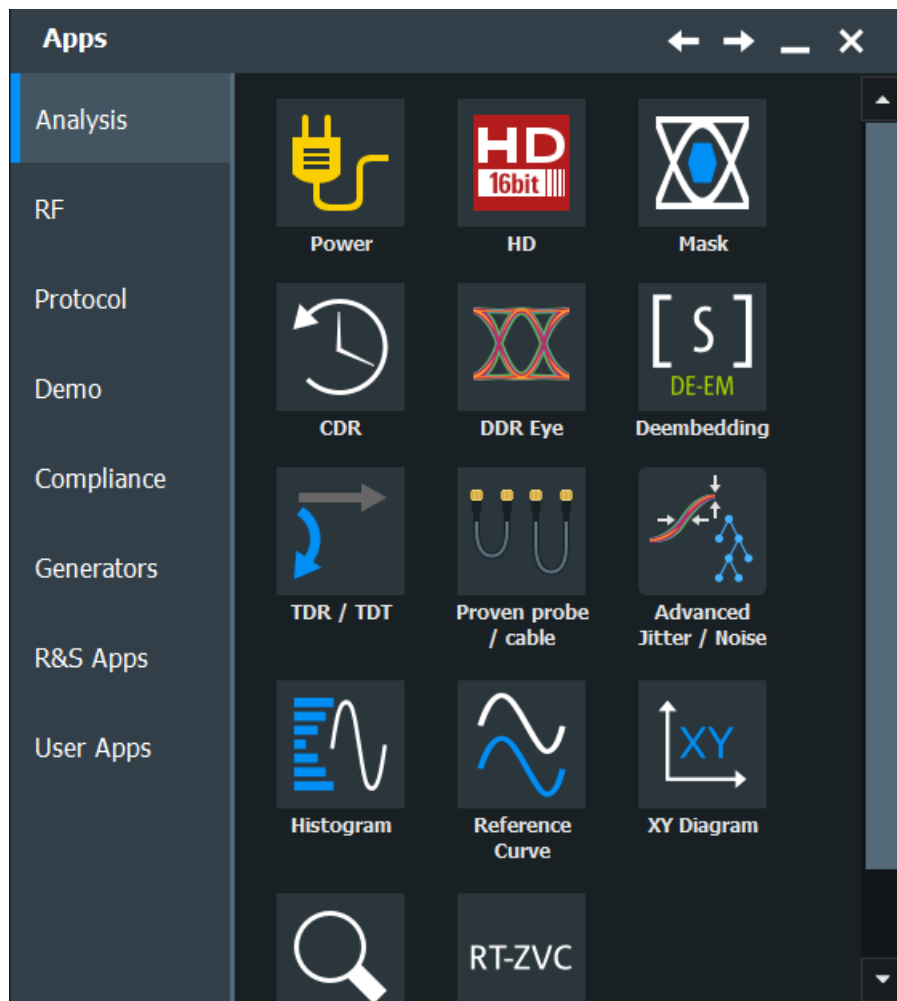 Apps
Analysis
RF
Protocol
Demo
Compliance
Generators
R&S Apps
User Apps
HD
16bit
Power
HD
Mask
[ S ]
DE-EM
CDR
DDR Eye
Deembedding
TDR / TDT
Proven probe
/ cable
Advanced
Jitter / Noise
XY
Histogram
Reference
Curve
XY Diagram
RT-ZVC